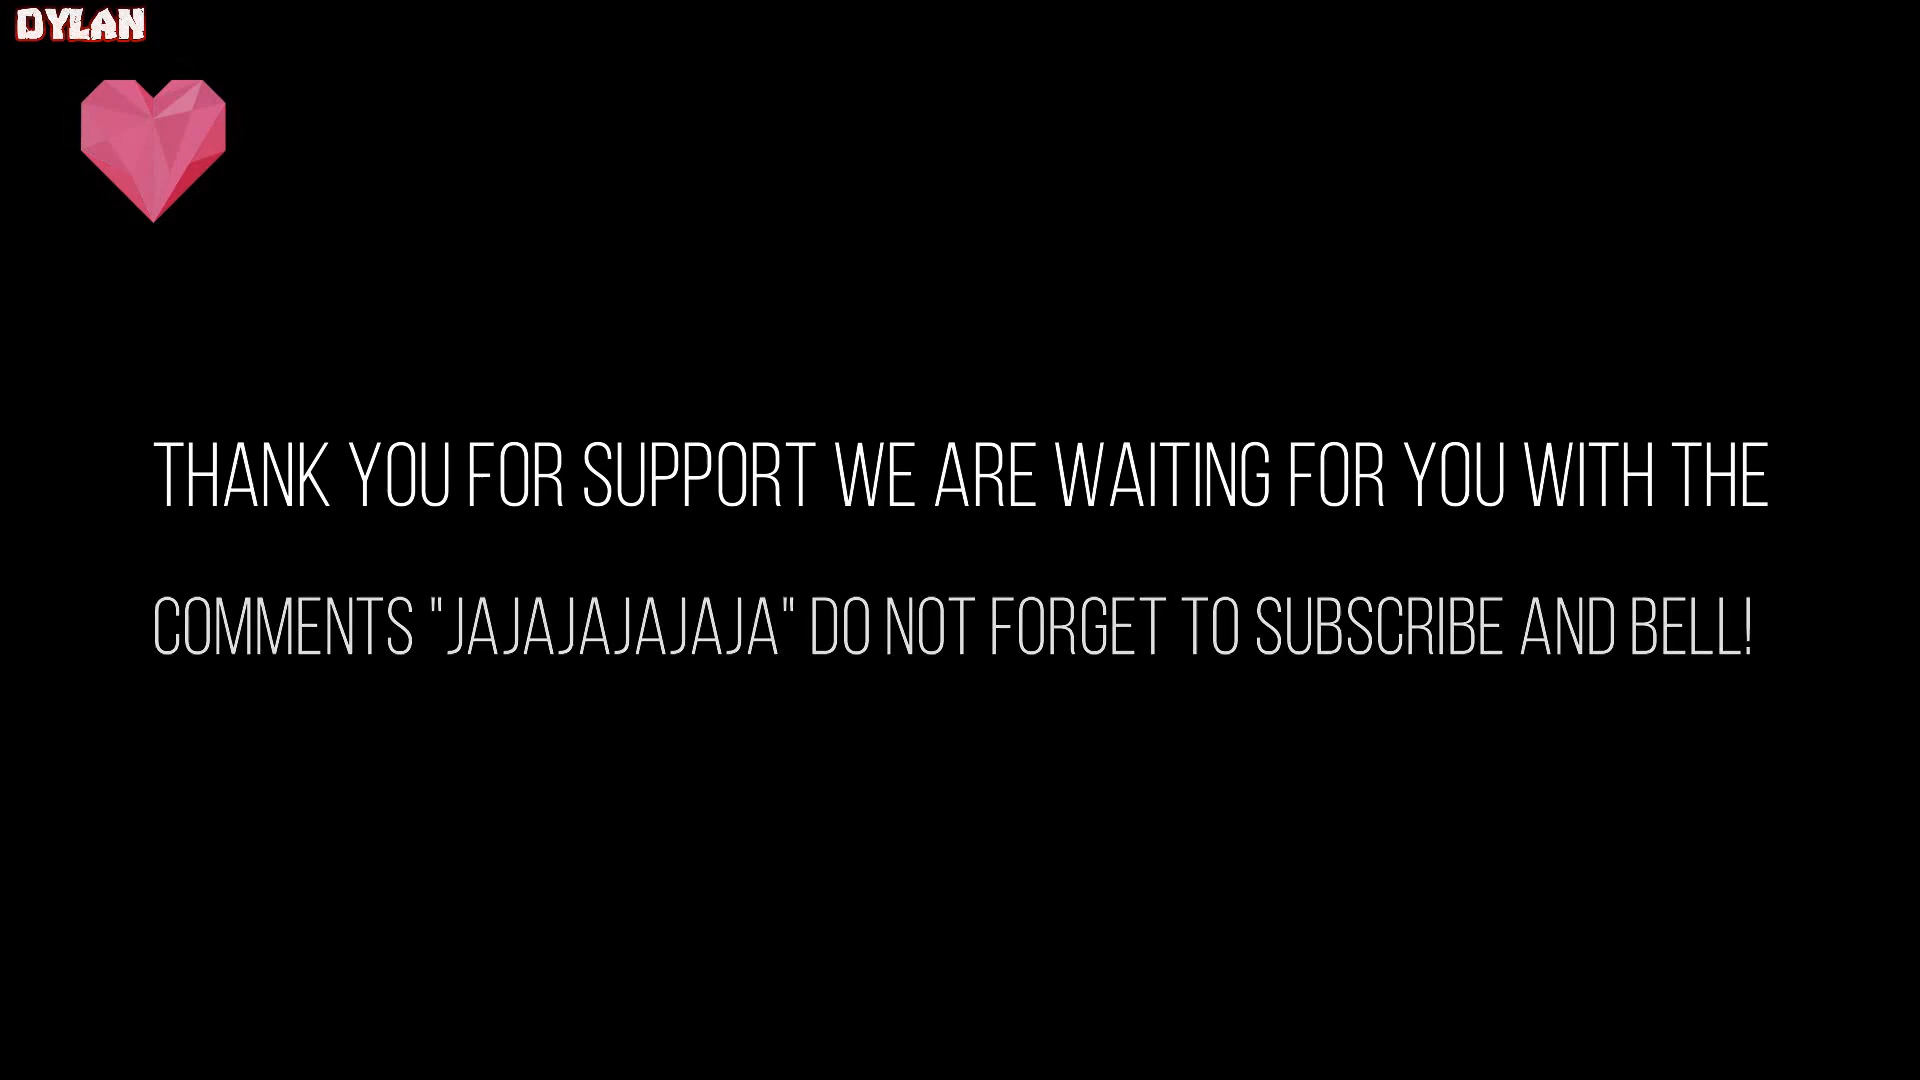 DYLAN
THANK YOU FOR SUPPORT WE ARE WAITING FOR YOU WITH THE
COMMENTS "JAJAJAJAJAJA" DO NOT FORGET TO SUBSCRIBE AND BELL!